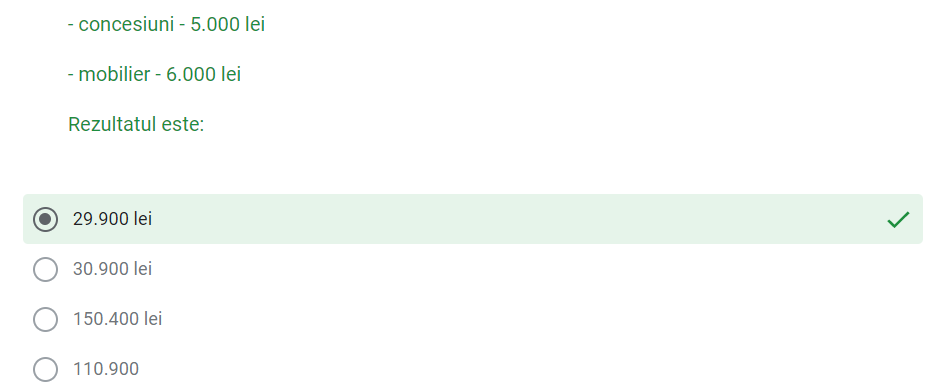 - concesiuni - 5.000 lei
- mobilier - 6.000 lei
Rezultatul este:
29.900 lei
30.900 lei
150.400 lei
110.900